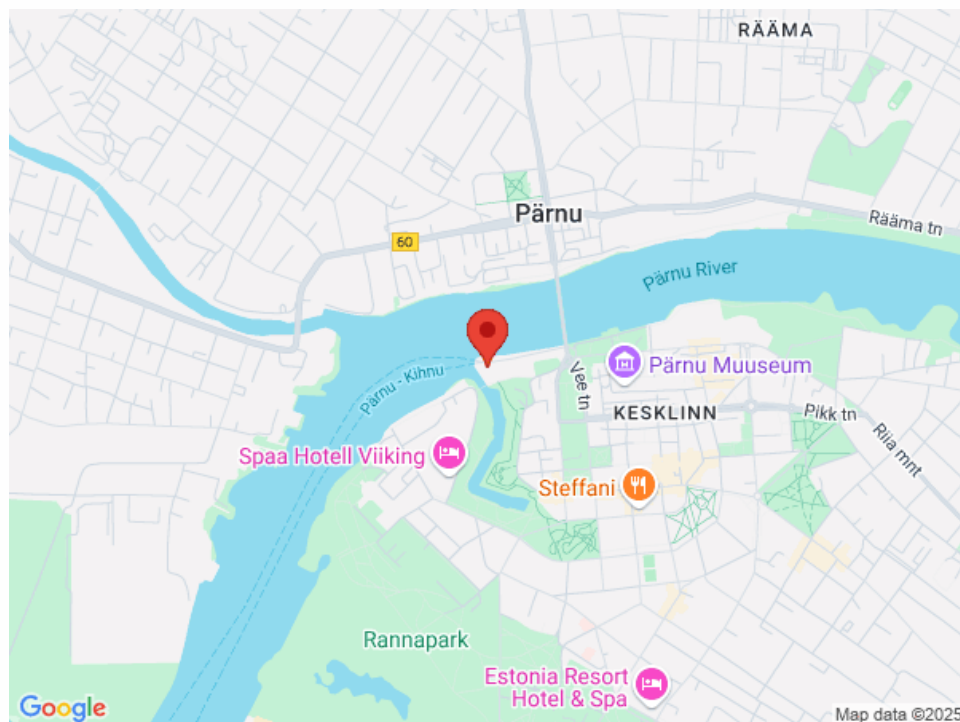 RÄÄMA
Pärnu
Rääma tn
60
Pärnu River
Pärnu - Kihnu
Vee tn
Pärnu Muuseum
KESKLINN
Pikk tn
Riia mnt
Spaa Hotell Viiking
Steffani
Rannapark
Estonia Resort
Hotel & Spa
Google
Map data ©2025